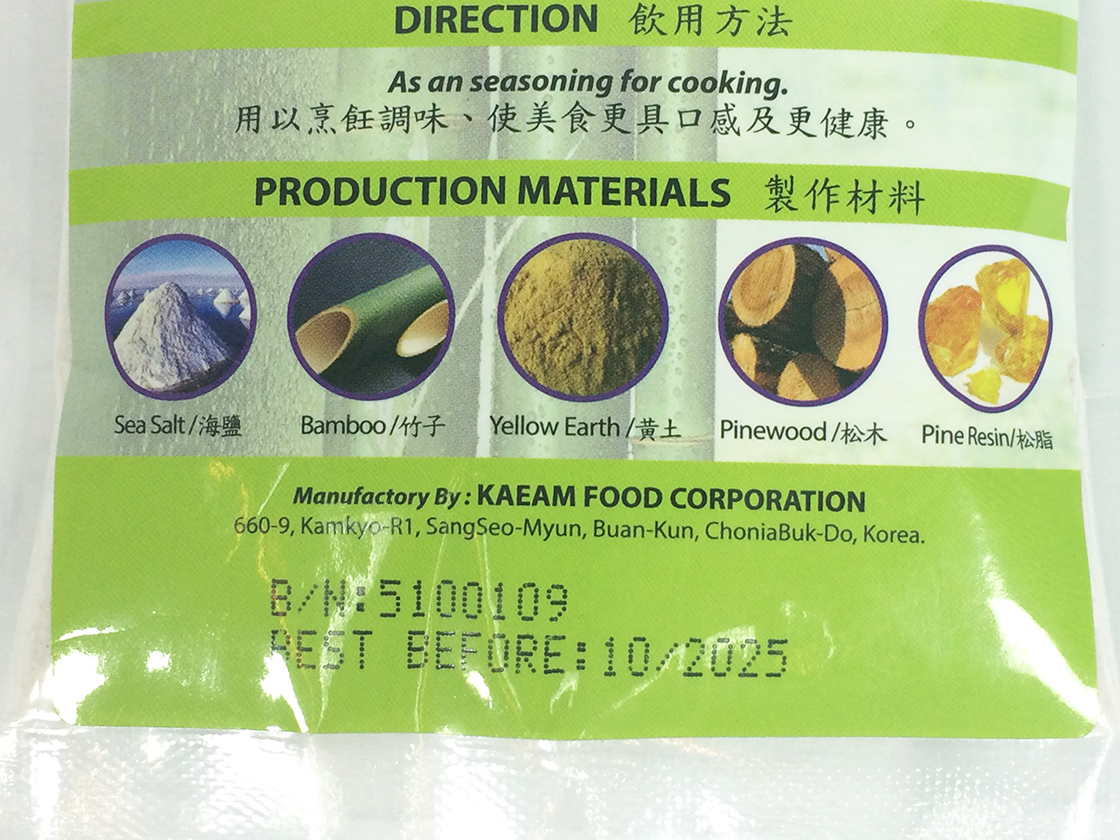 DIRECTION 飲用方法
As an seasoning for cooking.
用以烹飪調味、使美食更具口感及更健康。
PRODUCTION MATERIALS 製作材料
Sea Salt/海鹽 Bamboo/竹子 Yellow Earth/黃土 Pinewood/松木 Pine Resin/松脂
Manufactory By: KAEAM FOOD CORPORATION
660-9, Kamkyo-R1, SangSeo-Myun, Buan-Kun, ChoniaBuk-Do, Korea.
B/N:5100109
BEST BEFORE:10/2025